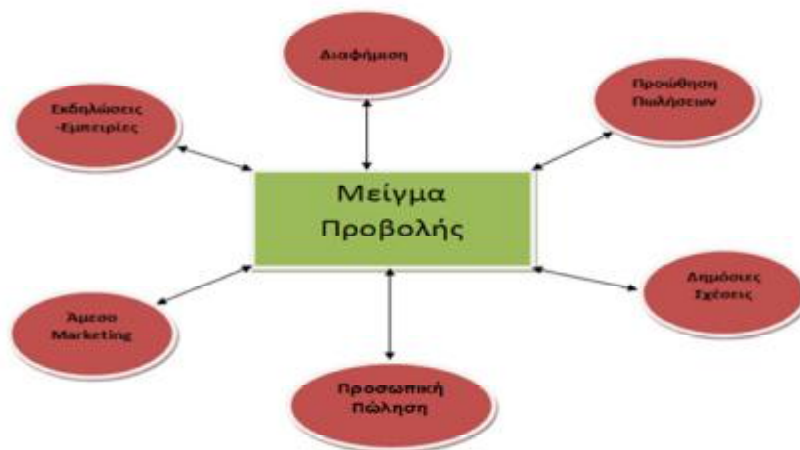 Διαφήμιση
Εκδηλώσεις
-Εμπειρίες
Προώθηση
Πωλήσεων
Μείγμα
Προβολής
Δημόσιες
Σχέσεις
Άμεσο
Marketing
Προσωπική
Πώληση